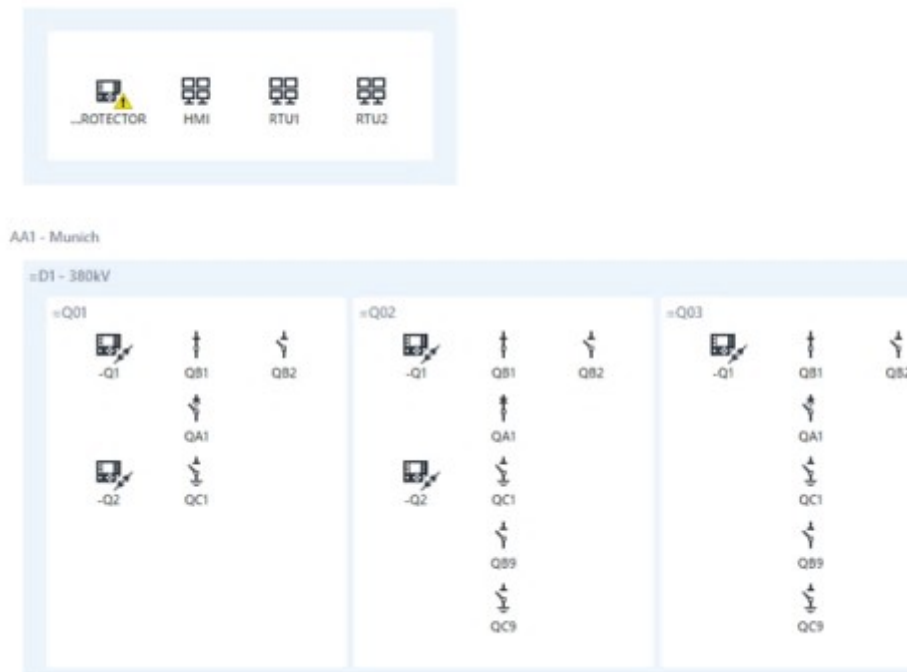 ...ROTECTOR HMI RTU1 RTU2
AA1 - Munich
=D1 - 380kV
=Q01 =Q02 =Q03
-Q1 QB1 QB2 -Q1 QB1 QB2 -Q1 QB1 QB2
QA1 QA1 QA1
-Q2 QC1 -Q2 QC1 QC1
QB9 QB9
QC9 QC9